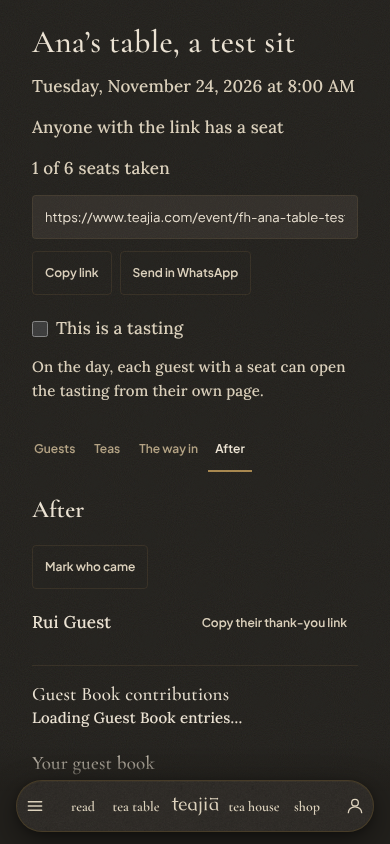 Ana’s table, a test sit
Tuesday, November 24, 2026 at 8:00 AM
Anyone with the link has a seat
1 of 6 seats taken
https://www.teajia.com/event/fh-ana-table-tes
Copy link Send in WhatsApp
This is a tasting
On the day, each guest with a seat can open
the tasting from their own page.
Guests Teas The way in After
After
Mark who came
Rui Guest Copy their thank-you link
Guest Book contributions
Loading Guest Book entries...
Your guest book
read tea table teajia tea house shop